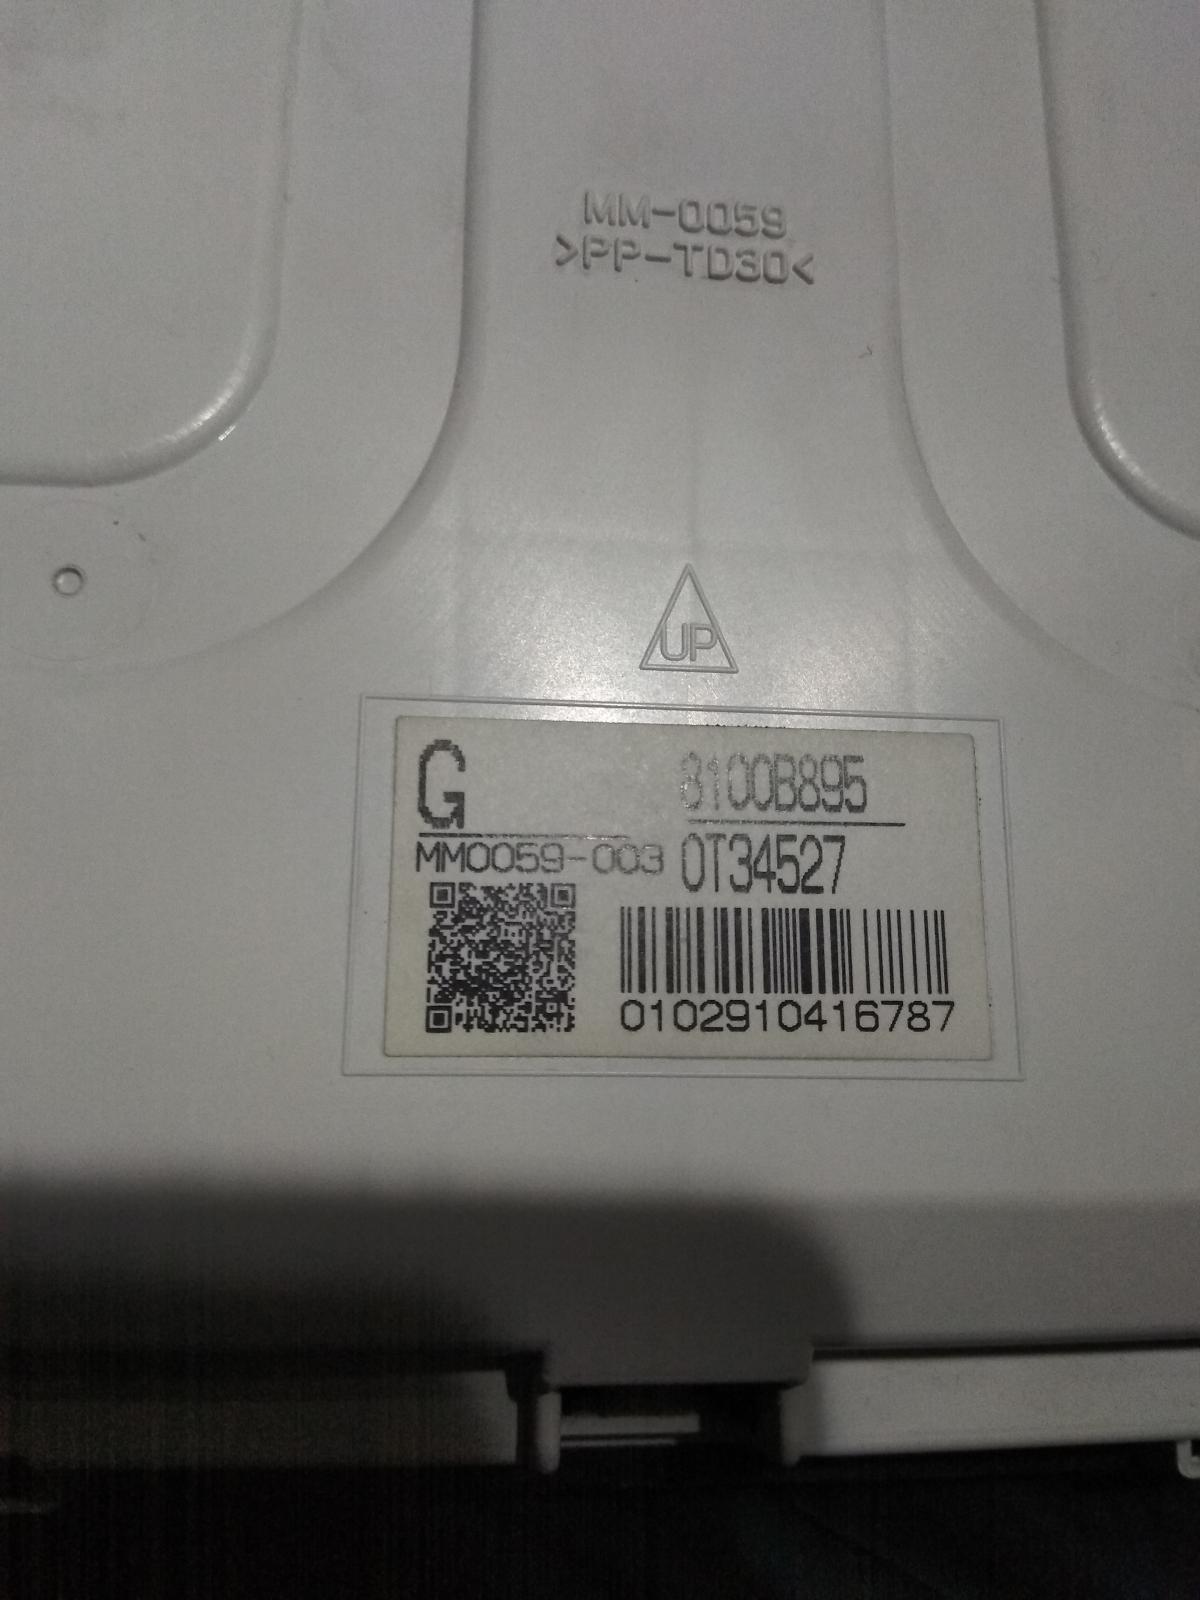 MM-0059
>PP-TD30<
UP
G
8100B895
MM0059-003
0T34527
0102910416787